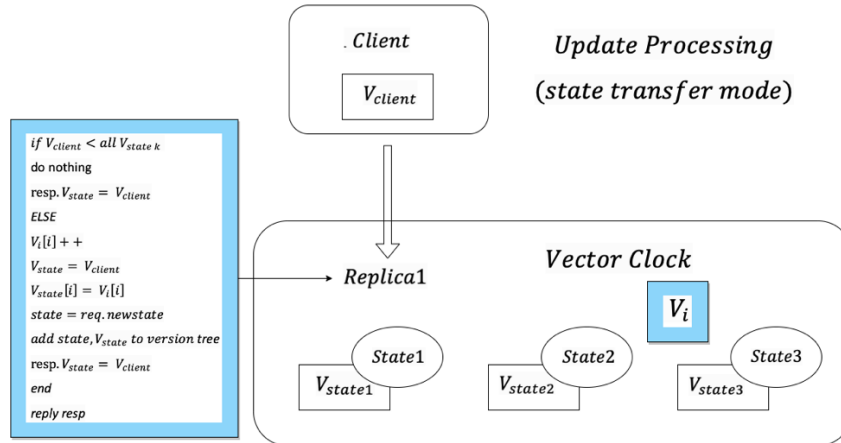 . Client
V_client
Update Processing
(state transfer mode)
if V_client < all V_state k
do nothing
resp. V_state = V_client
ELSE
V_i[i] + +
V_state = V_client
V_state[i] = V_i[i]
state = req. newstate
add state, V_state to version tree
resp. V_state = V_client
end
reply resp
Replica1
Vector Clock
V_i
State1
V_state1
State2
V_state2
State3
V_state3